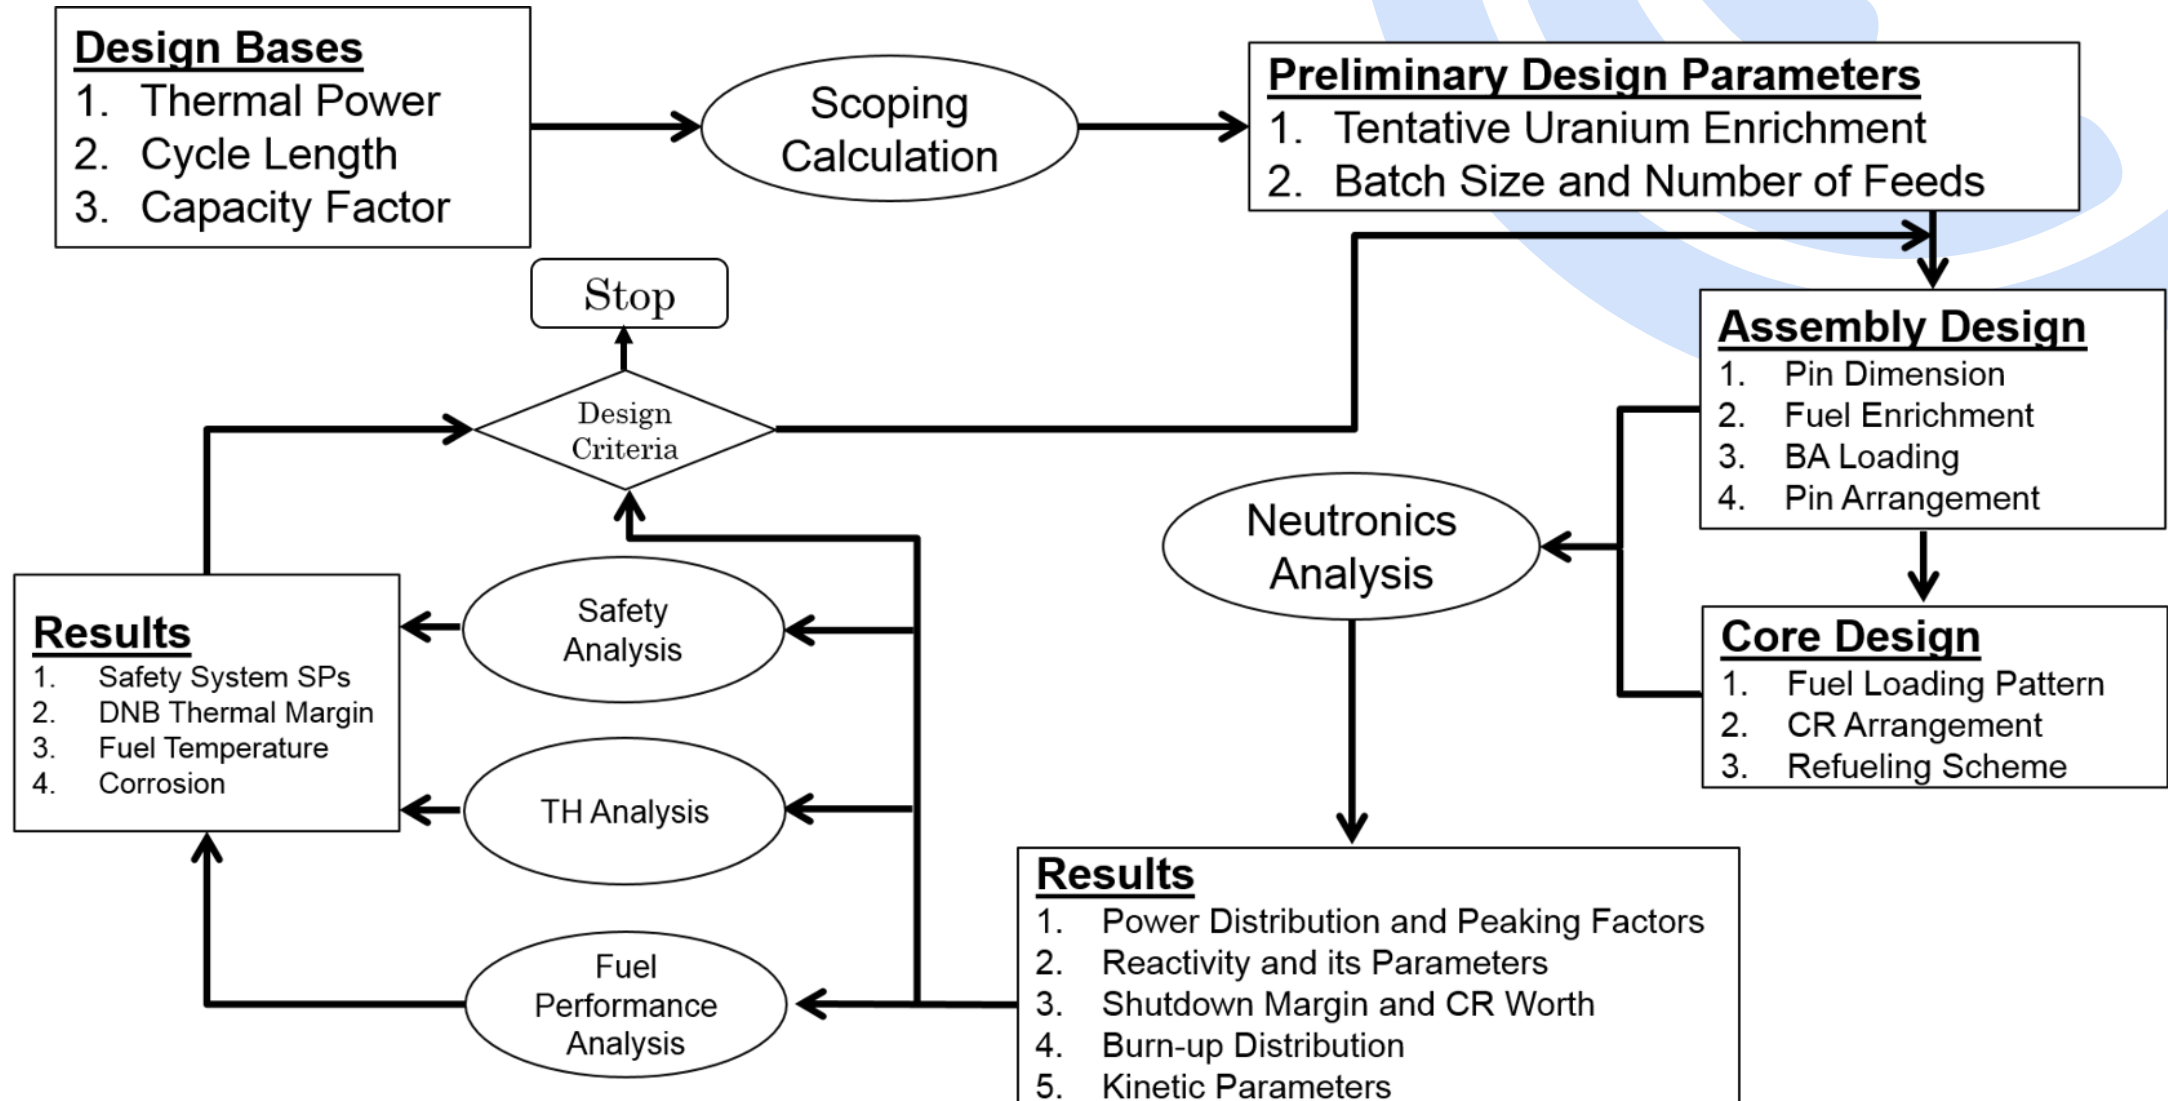 Design Bases
1. Thermal Power
2. Cycle Length
3. Capacity Factor
Scoping
Calculation
Preliminary Design Parameters
1. Tentative Uranium Enrichment
2. Batch Size and Number of Feeds
Stop
Design
Criteria
Assembly Design
1. Pin Dimension
2. Fuel Enrichment
3. BA Loading
4. Pin Arrangement
Neutronics
Analysis
Core Design
1. Fuel Loading Pattern
2. CR Arrangement
3. Refueling Scheme
Results
1. Safety System SPs
2. DNB Thermal Margin
3. Fuel Temperature
4. Corrosion
Safety
Analysis
TH Analysis
Fuel
Performance
Analysis
Results
1. Power Distribution and Peaking Factors
2. Reactivity and its Parameters
3. Shutdown Margin and CR Worth
4. Burn-up Distribution
5. Kinetic Parameters